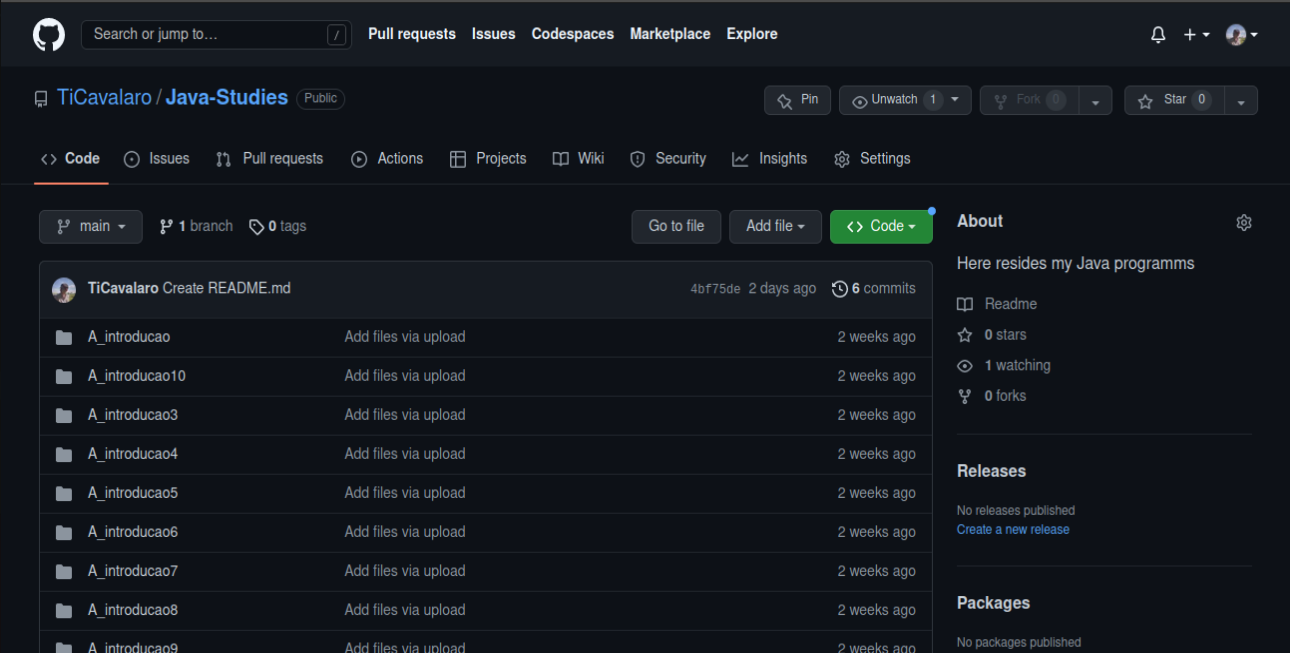 Search or jump to… / Pull requests Issues Codespaces Marketplace Explore
TiCavalaro / Java-Studies Public Pin Unwatch 1 Fork 0 Star 0
Code Issues Pull requests Actions Projects Wiki Security Insights Settings
main 1 branch 0 tags Go to file Add file Code
TiCavalaro Create README.md 4bf75de 2 days ago 6 commits
A_introducao Add files via upload 2 weeks ago
A_introducao10 Add files via upload 2 weeks ago
A_introducao3 Add files via upload 2 weeks ago
A_introducao4 Add files via upload 2 weeks ago
A_introducao5 Add files via upload 2 weeks ago
A_introducao6 Add files via upload 2 weeks ago
A_introducao7 Add files via upload 2 weeks ago
A_introducao8 Add files via upload 2 weeks ago
A_introducao9 Add files via upload 2 weeks ago
About
Here resides my Java programms
Readme
0 stars
1 watching
0 forks
Releases
No releases published
Create a new release
Packages
No packages published